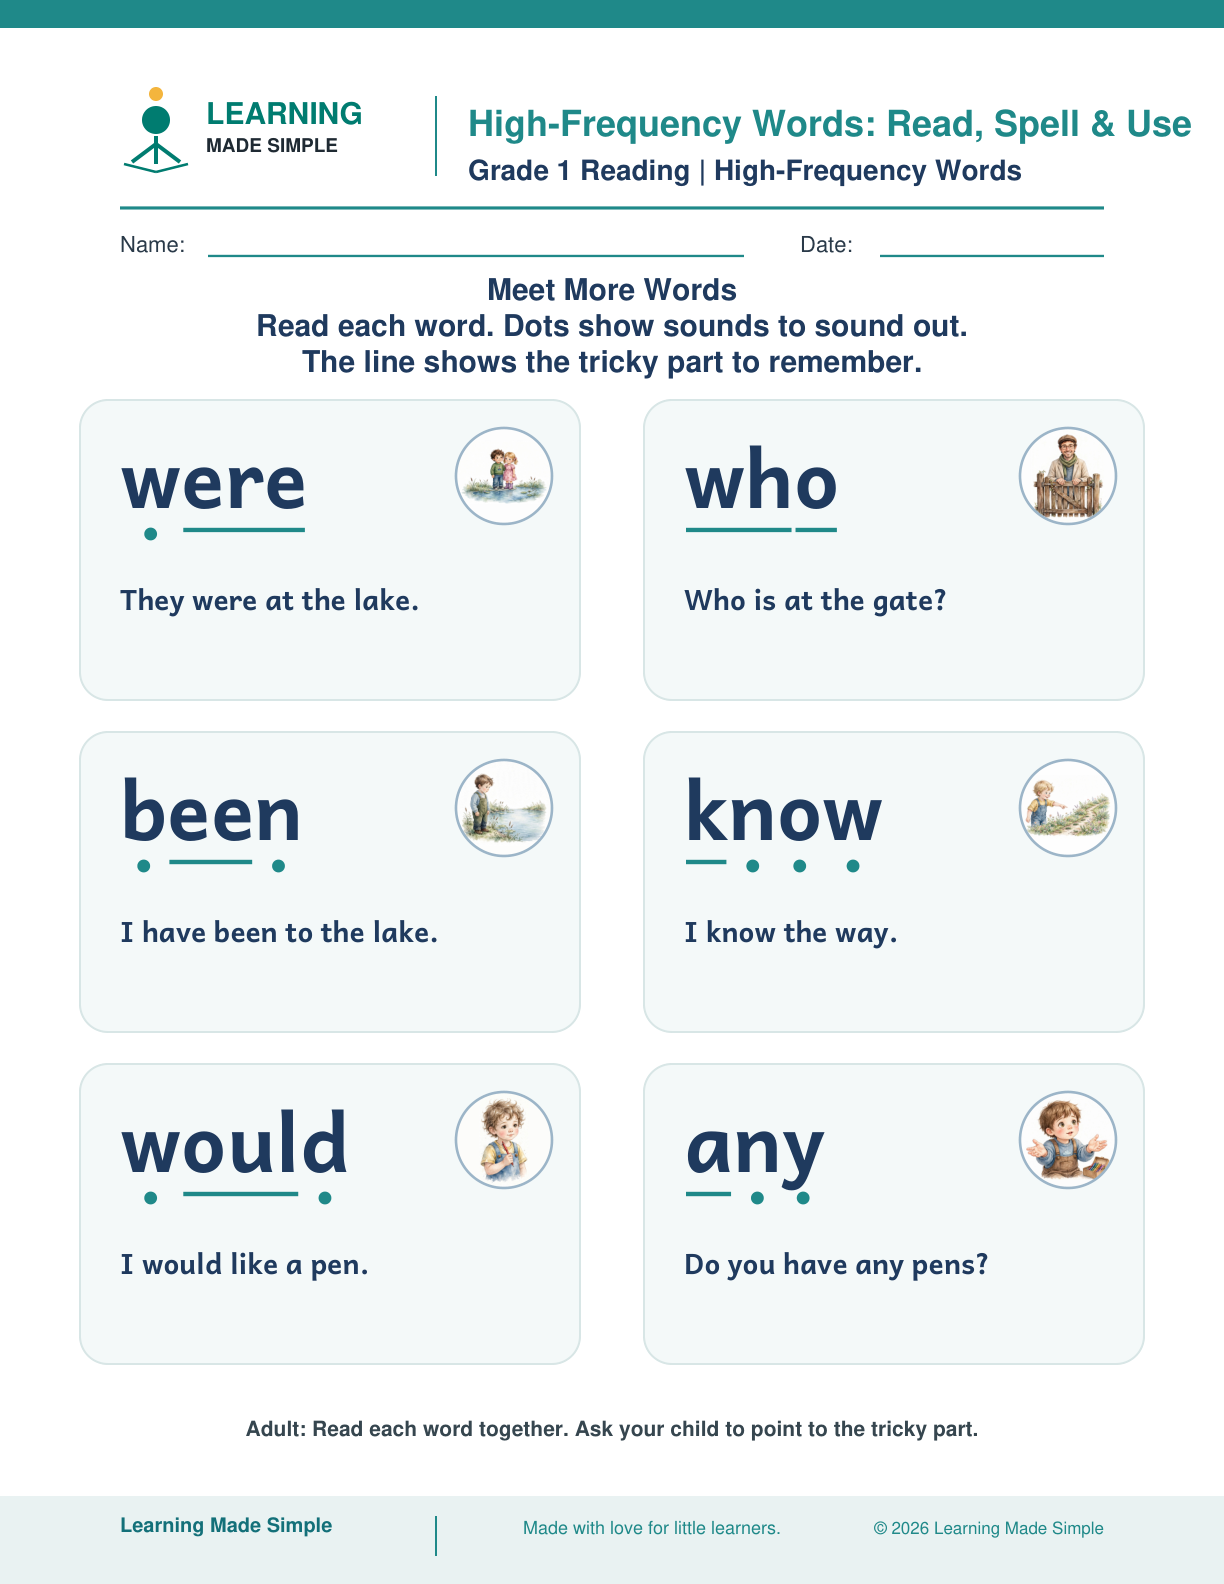 LEARNING
MADE SIMPLE
High-Frequency Words: Read, Spell & Use
Grade 1 Reading | High-Frequency Words
Name:
Date:
Meet More Words
Read each word. Dots show sounds to sound out.
The line shows the tricky part to remember.
were
They were at the lake.
who
Who is at the gate?
been
I have been to the lake.
know
I know the way.
would
I would like a pen.
any
Do you have any pens?
Adult: Read each word together. Ask your child to point to the tricky part.
Learning Made Simple
Made with love for little learners.
© 2026 Learning Made Simple